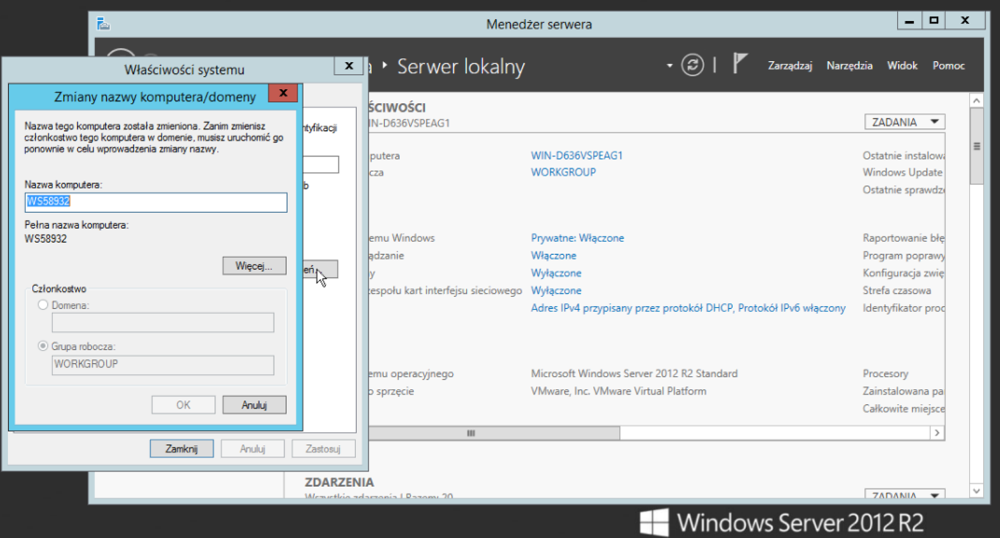 Menedżer serwera
Serwer lokalny
Zarządzaj Narzędzia Widok Pomoc
Właściwości systemu
Zmiany nazwy komputera/domeny
Nazwa tego komputera została zmieniona. Zanim zmienisz
członkostwo tego komputera w domenie, musisz uruchomić go
ponownie w celu wprowadzenia zmiany nazwy.
Nazwa komputera:
WS58932
Pełna nazwa komputera:
WS58932
Więcej...
Członkostwo
Domena:
Grupa robocza:
WORKGROUP
OK Anuluj
Zamknij Anuluj Zastosuj
ntyfikacji
b
eń
ŚCIWOŚCI
IN-D636VSPEAG1
ZADANIA
putera WIN-D636VSPEAG1 Ostatnie instalowa
cza WORKGROUP Windows Update
Ostatnie sprawdz
emu Windows Prywatne: Włączone Raportowanie błę
ądzanie Włączone Program poprawy
y Wyłączone Konfiguracja zwię
espołu kart interfejsu sieciowego Wyłączone Strefa czasowa
Adres IPv4 przypisany przez protokół DHCP, Protokół IPv6 włączony Identyfikator proc
emu operacyjnego Microsoft Windows Server 2012 R2 Standard Procesory
o sprzęcie VMware, Inc. VMware Virtual Platform Zainstalowana pa
Całkowite miejsce
ZDARZENIA
Wszystkie zdarzenia | Razem: 20
ZADANIA
Windows Server 2012 R2